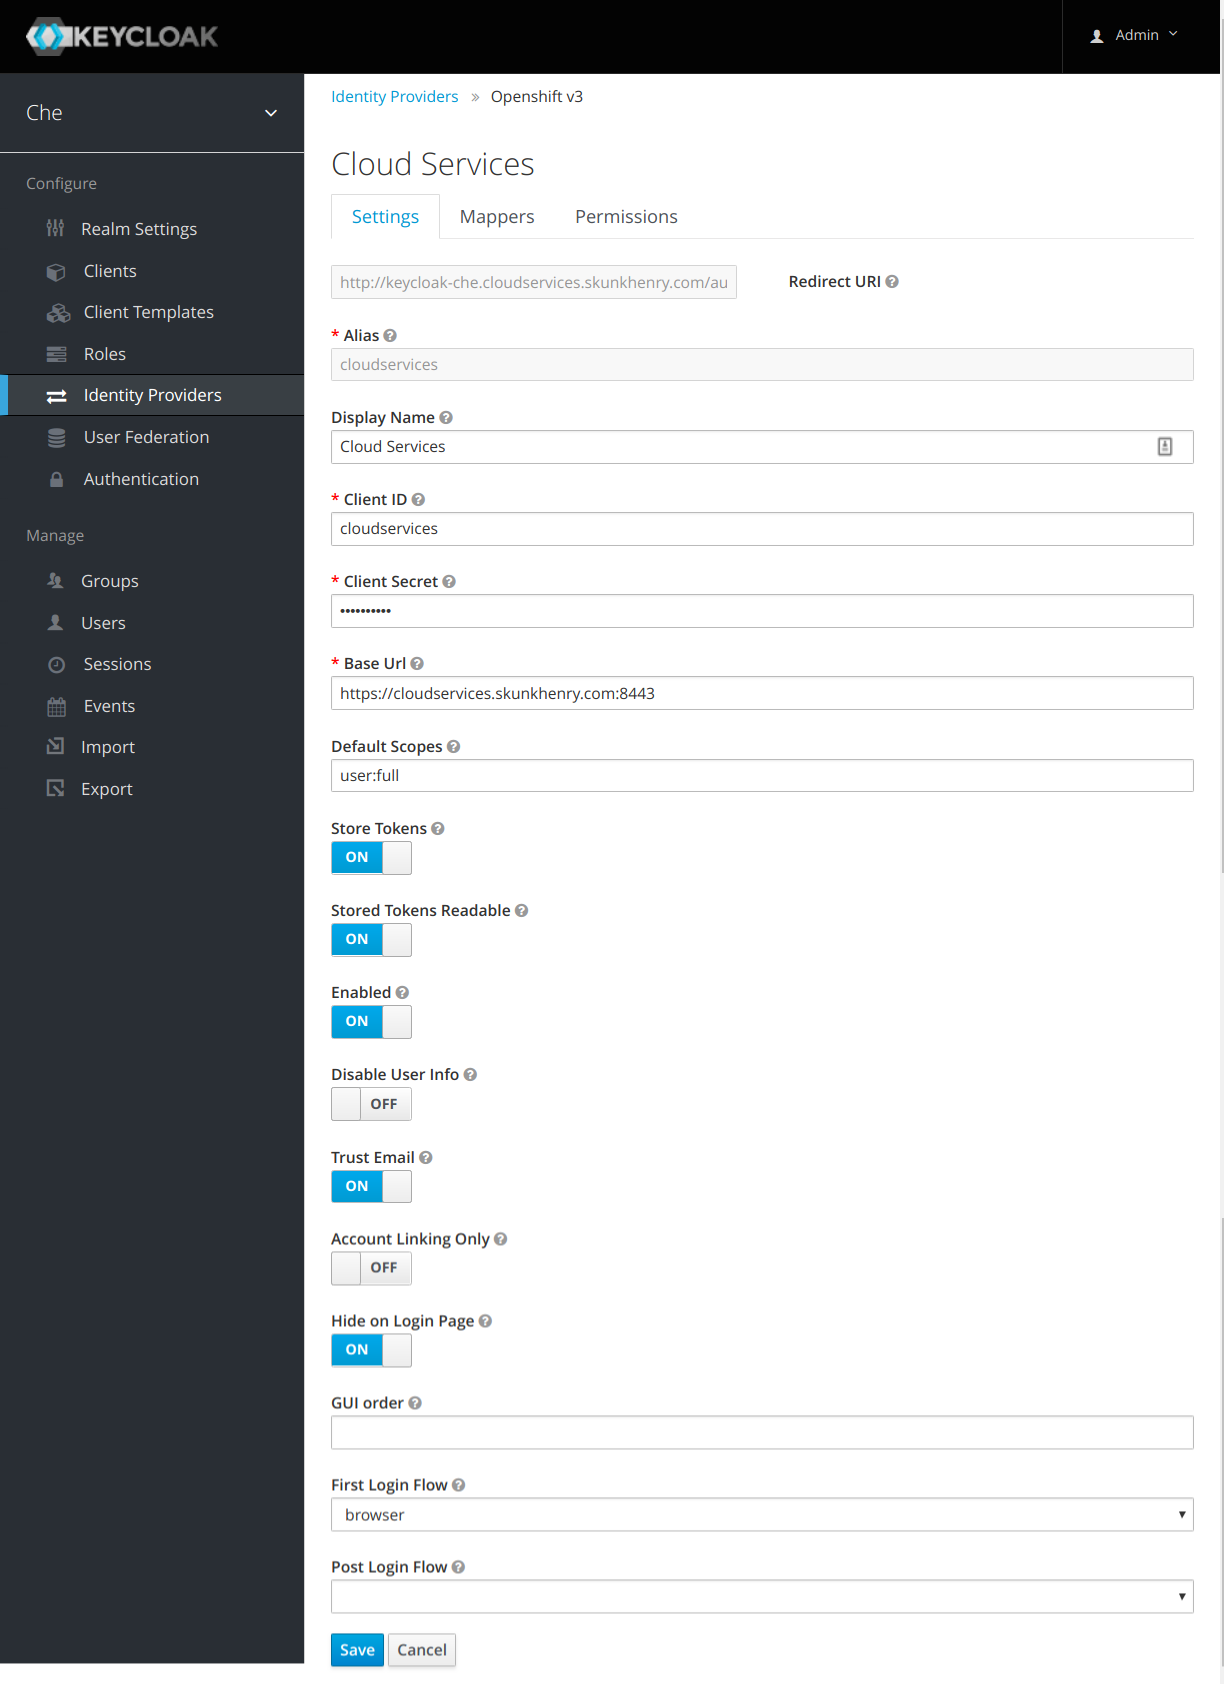 KEYCLOAK
Admin
Che
Configure
Realm Settings
Clients
Client Templates
Roles
Identity Providers
User Federation
Authentication
Manage
Groups
Users
Sessions
Events
Import
Export
Identity Providers » Openshift v3
Cloud Services
Settings Mappers Permissions
http://keycloak-che.cloudservices.skunkhenry.com/au Redirect URI
* Alias
cloudservices
Display Name
Cloud Services
* Client ID
cloudservices
* Client Secret
••••••••••
* Base Url
https://cloudservices.skunkhenry.com:8443
Default Scopes
user:full
Store Tokens
ON
Stored Tokens Readable
ON
Enabled
ON
Disable User Info
OFF
Trust Email
ON
Account Linking Only
OFF
Hide on Login Page
ON
GUI order
First Login Flow
browser
Post Login Flow
Save Cancel